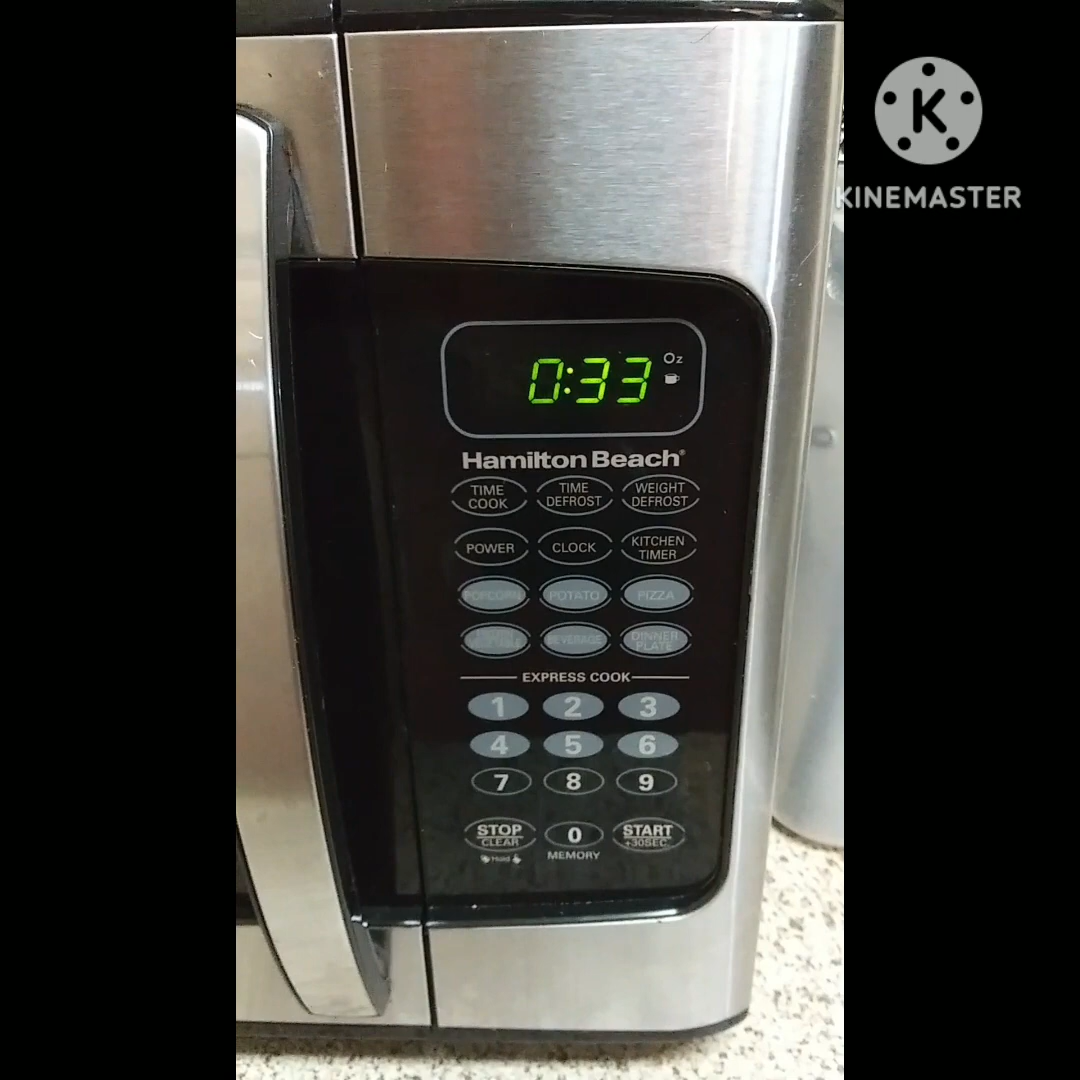 K
KINEMASTER
0:33
Oz
Hamilton Beach®
TIME COOK
TIME DEFROST
WEIGHT DEFROST
POWER
CLOCK
KITCHEN TIMER
POPCORN
POTATO
PIZZA
BEVERAGE
DINNER PLATE
EXPRESS COOK
1 2 3
4 5 6
7 8 9
STOP CLEAR
0
START +30SEC
Hold
MEMORY